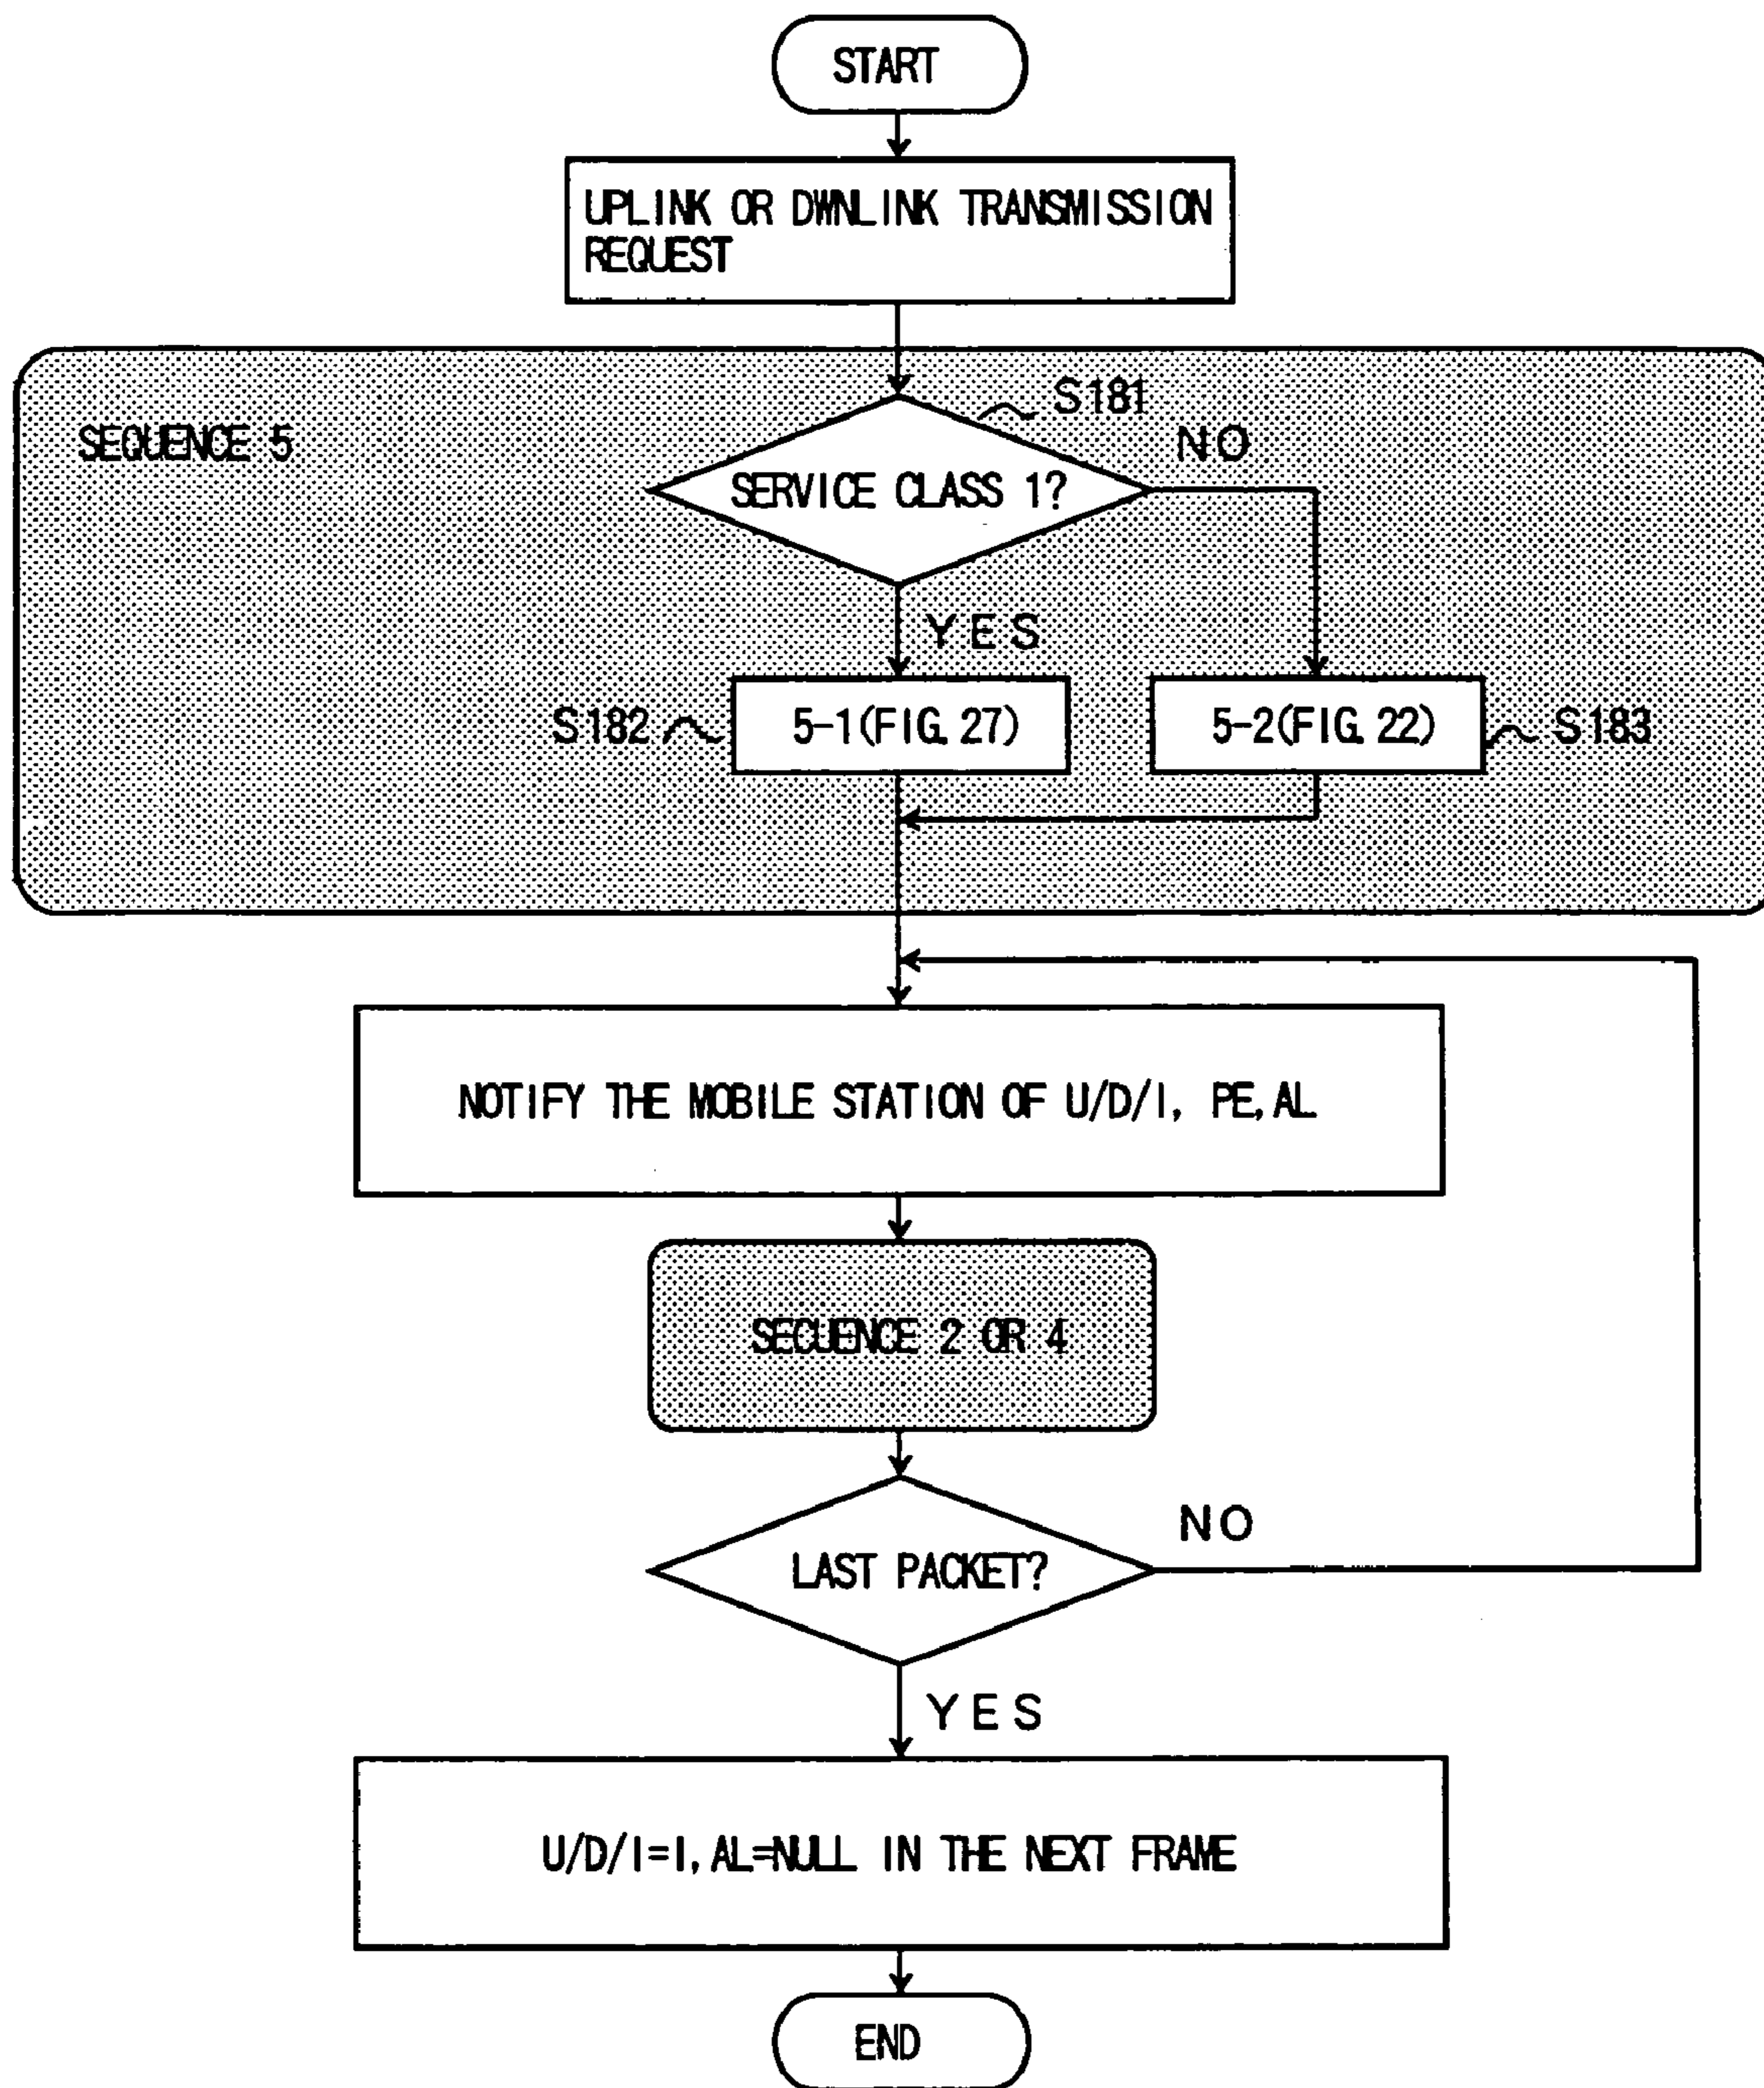 START
UPLINK OR DWNLINK TRANSMISSION
REQUEST
S181
SEQUENCE 5
NO
SERVICE CLASS 1?
YES
S182
5-1(FIG. 27)
5-2(FIG. 22)
S183
NOTIFY THE MOBILE STATION OF U/D/I, PE, AL
SEQUENCE 2 OR 4
NO
LAST PACKET?
YES
U/D/I=I, AL=NULL IN THE NEXT FRAME
END